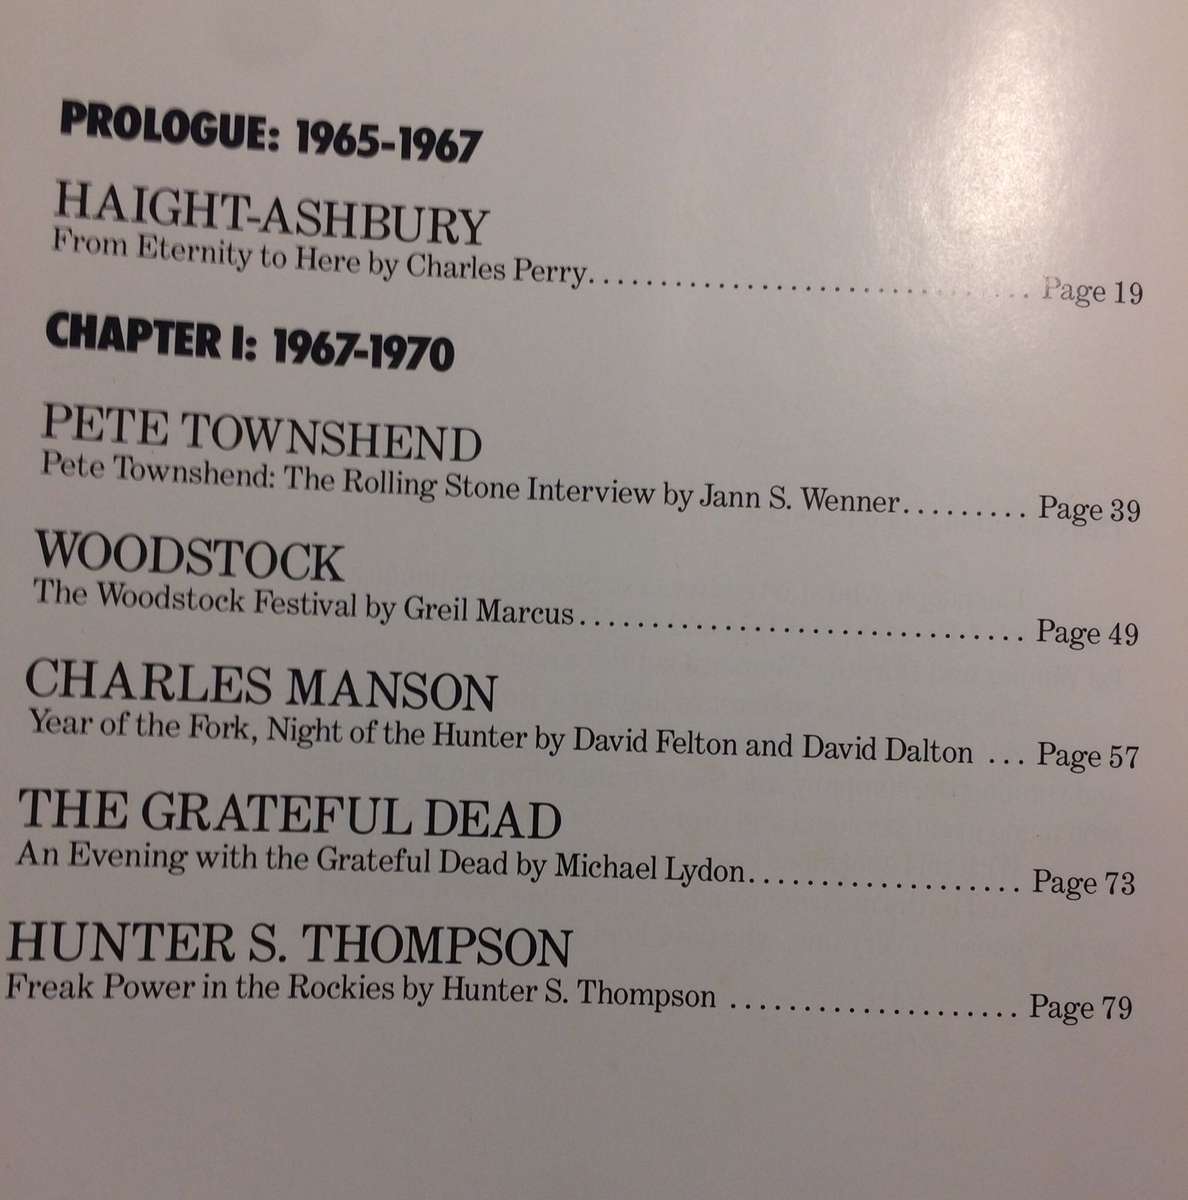 PROLOGUE: 1965-1967
HAIGHT-ASHBURY
From Eternity to Here by Charles Perry............................... Page 19
CHAPTER I: 1967-1970
PETE TOWNSHEND
Pete Townshend: The Rolling Stone Interview by Jann S. Wenner......... Page 39
WOODSTOCK
The Woodstock Festival by Greil Marcus............................... Page 49
CHARLES MANSON
Year of the Fork, Night of the Hunter by David Felton and David Dalton ... Page 57
THE GRATEFUL DEAD
An Evening with the Grateful Dead by Michael Lydon................... Page 73
HUNTER S. THOMPSON
Freak Power in the Rockies by Hunter S. Thompson .................... Page 79